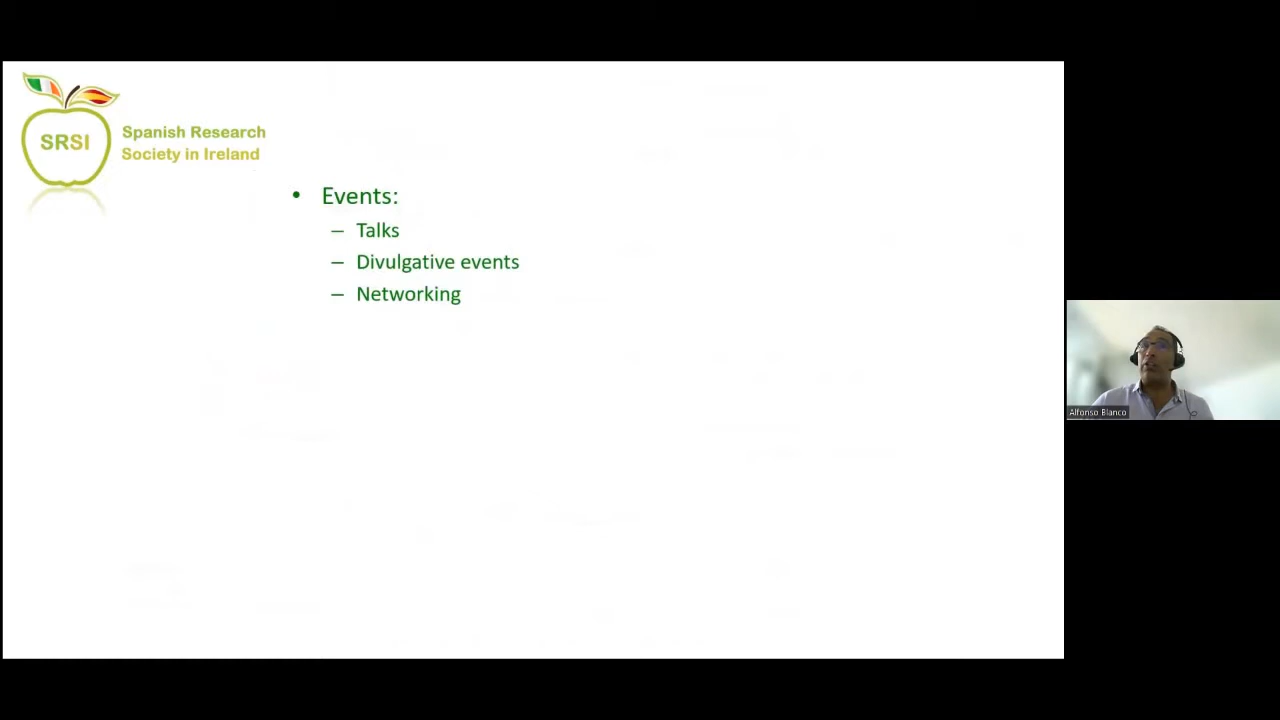 SRSI
Spanish Research
Society in Ireland
• Events:
– Talks
– Divulgative events
– Networking
Alfonso Blanco